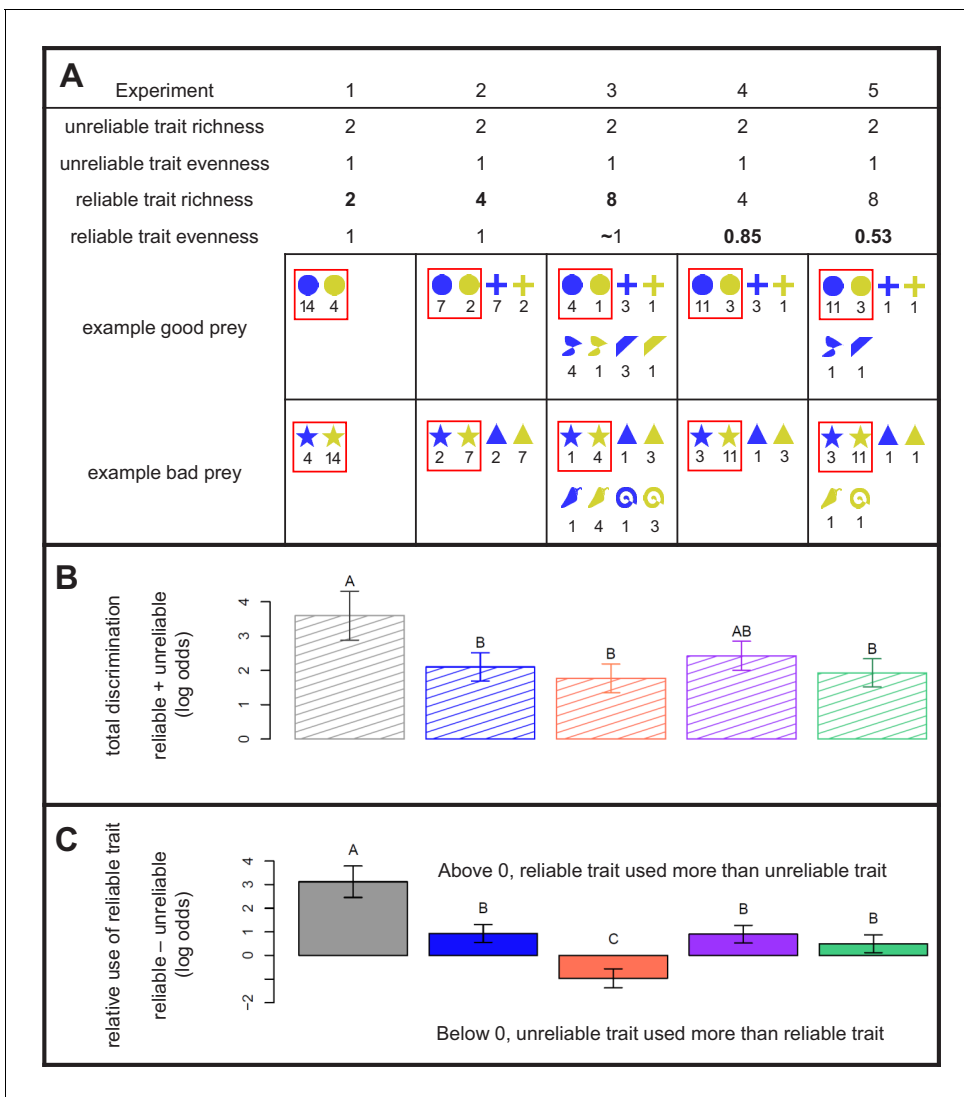 A
Experiment 1 2 3 4 5
unreliable trait richness 2 2 2 2 2
unreliable trait evenness 1 1 1 1 1
reliable trait richness 2 4 8 4 8
reliable trait evenness 1 1 ~1 0.85 0.53
example good prey
14 4
7 2 7 2
4 1 3 1
4 1 3 1
11 3 3 1
11 3 1 1
1 1
example bad prey
4 14
2 7 2 7
1 4 1 3
1 4 1 3
3 11 1 3
3 11 1 1
1 1
B
total discrimination
reliable + unreliable
(log odds)
0 1 2 3 4
A B B AB B
C
relative use of reliable trait
reliable – unreliable
(log odds)
−2 0 1 2 3 4
A B C B B
Above 0, reliable trait used more than unreliable trait
Below 0, unreliable trait used more than reliable trait